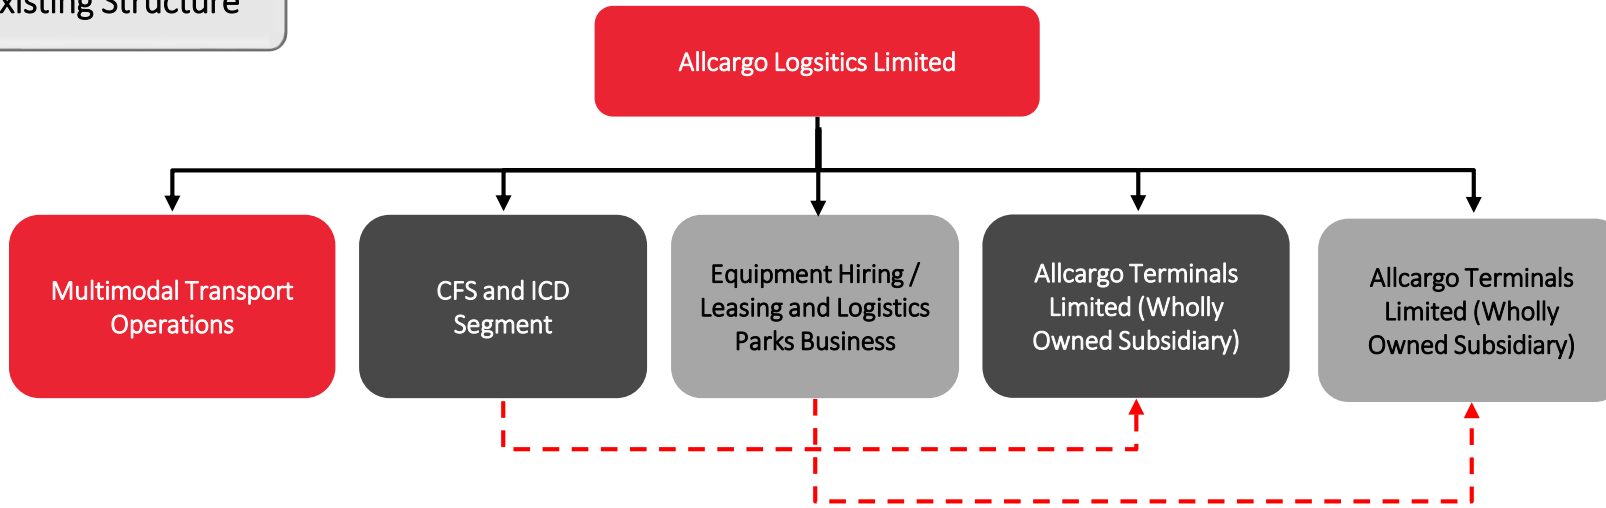 xisting Structure
Allcargo Logsitics Limited
Multimodal Transport
Operations
CFS and ICD
Segment
Equipment Hiring /
Leasing and Logistics
Parks Business
Allcargo Terminals
Limited (Wholly
Owned Subsidiary)
Allcargo Terminals
Limited (Wholly
Owned Subsidiary)